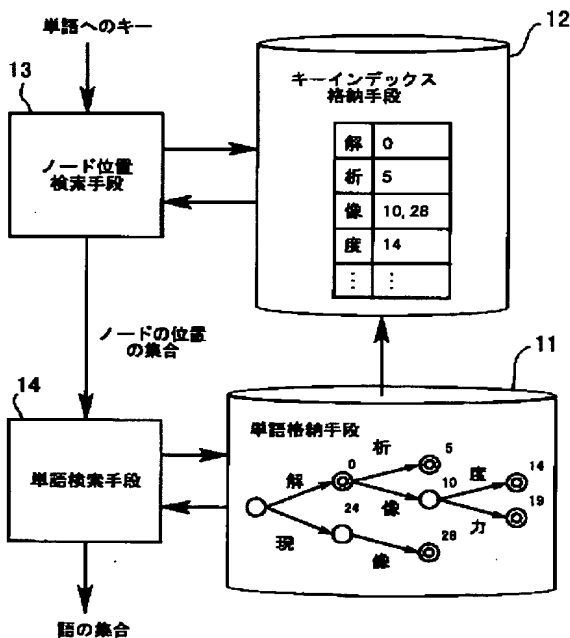 単語へのキー
12
13
キーインデックス
格納手段
ノード位置
検索手段
解 0
析 5
像 10, 28
度 14
⋮ ⋮
ノードの位置
の集合
11
14
単語格納手段
単語検索手段
析 5
解 0
度 14
像 10
24
力 19
現
像 28
語の集合